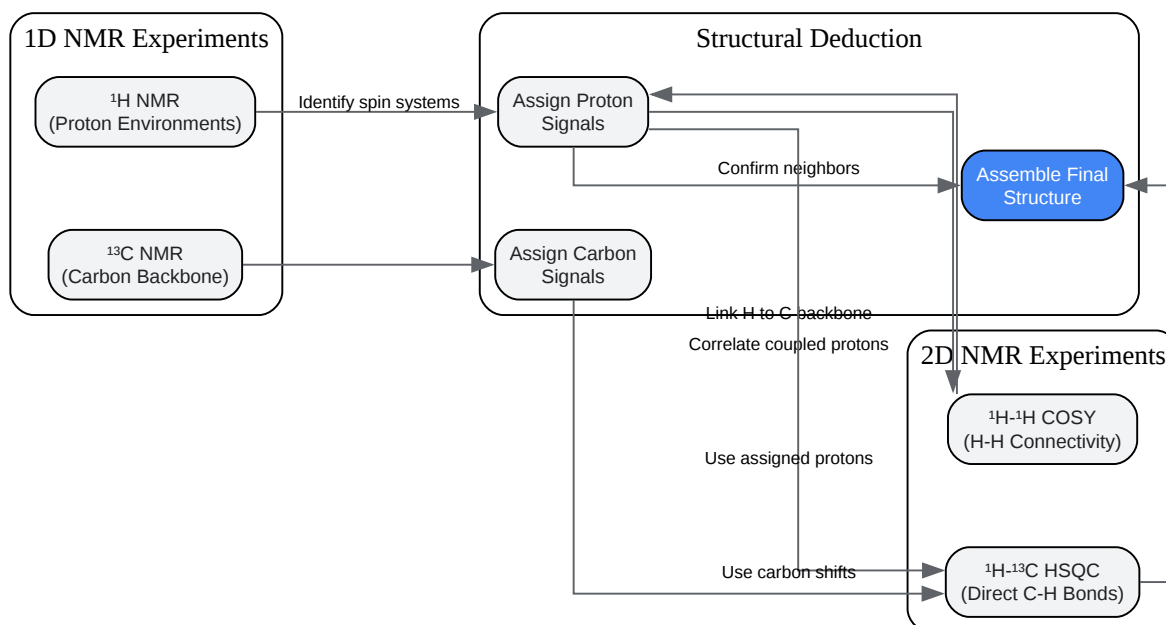 1D NMR Experiments
Structural Deduction
¹H NMR
(Proton Environments)
Identify spin systems
Assign Proton
Signals
Confirm neighbors
Assemble Final
Structure
¹³C NMR
(Carbon Backbone)
Assign Carbon
Signals
Link H to C backbone
Correlate coupled protons
2D NMR Experiments
¹H-¹H COSY
(H-H Connectivity)
Use assigned protons
Use carbon shifts
¹H-¹³C HSQC
(Direct C-H Bonds)